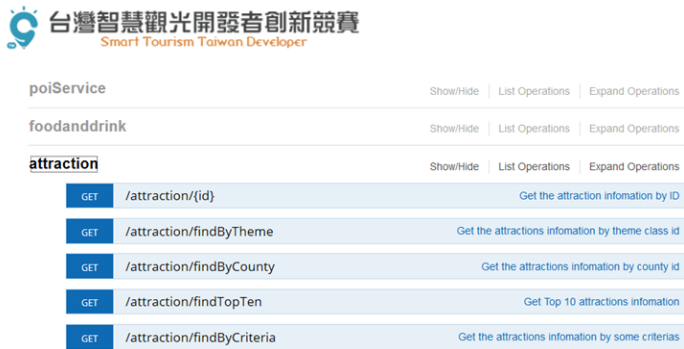 台灣智慧觀光開發者創新競賽
Smart Tourism Taiwan Developer
poiService Show/Hide List Operations Expand Operations
foodanddrink Show/Hide List Operations Expand Operations
attraction Show/Hide List Operations Expand Operations
GET /attraction/{id} Get the attraction infomation by ID
GET /attraction/findByTheme Get the attractions infomation by theme class id
GET /attraction/findByCounty Get the attractions infomation by county id
GET /attraction/findTopTen Get Top 10 attractions infomation
GET /attraction/findByCriteria Get the attractions infomation by some criterias